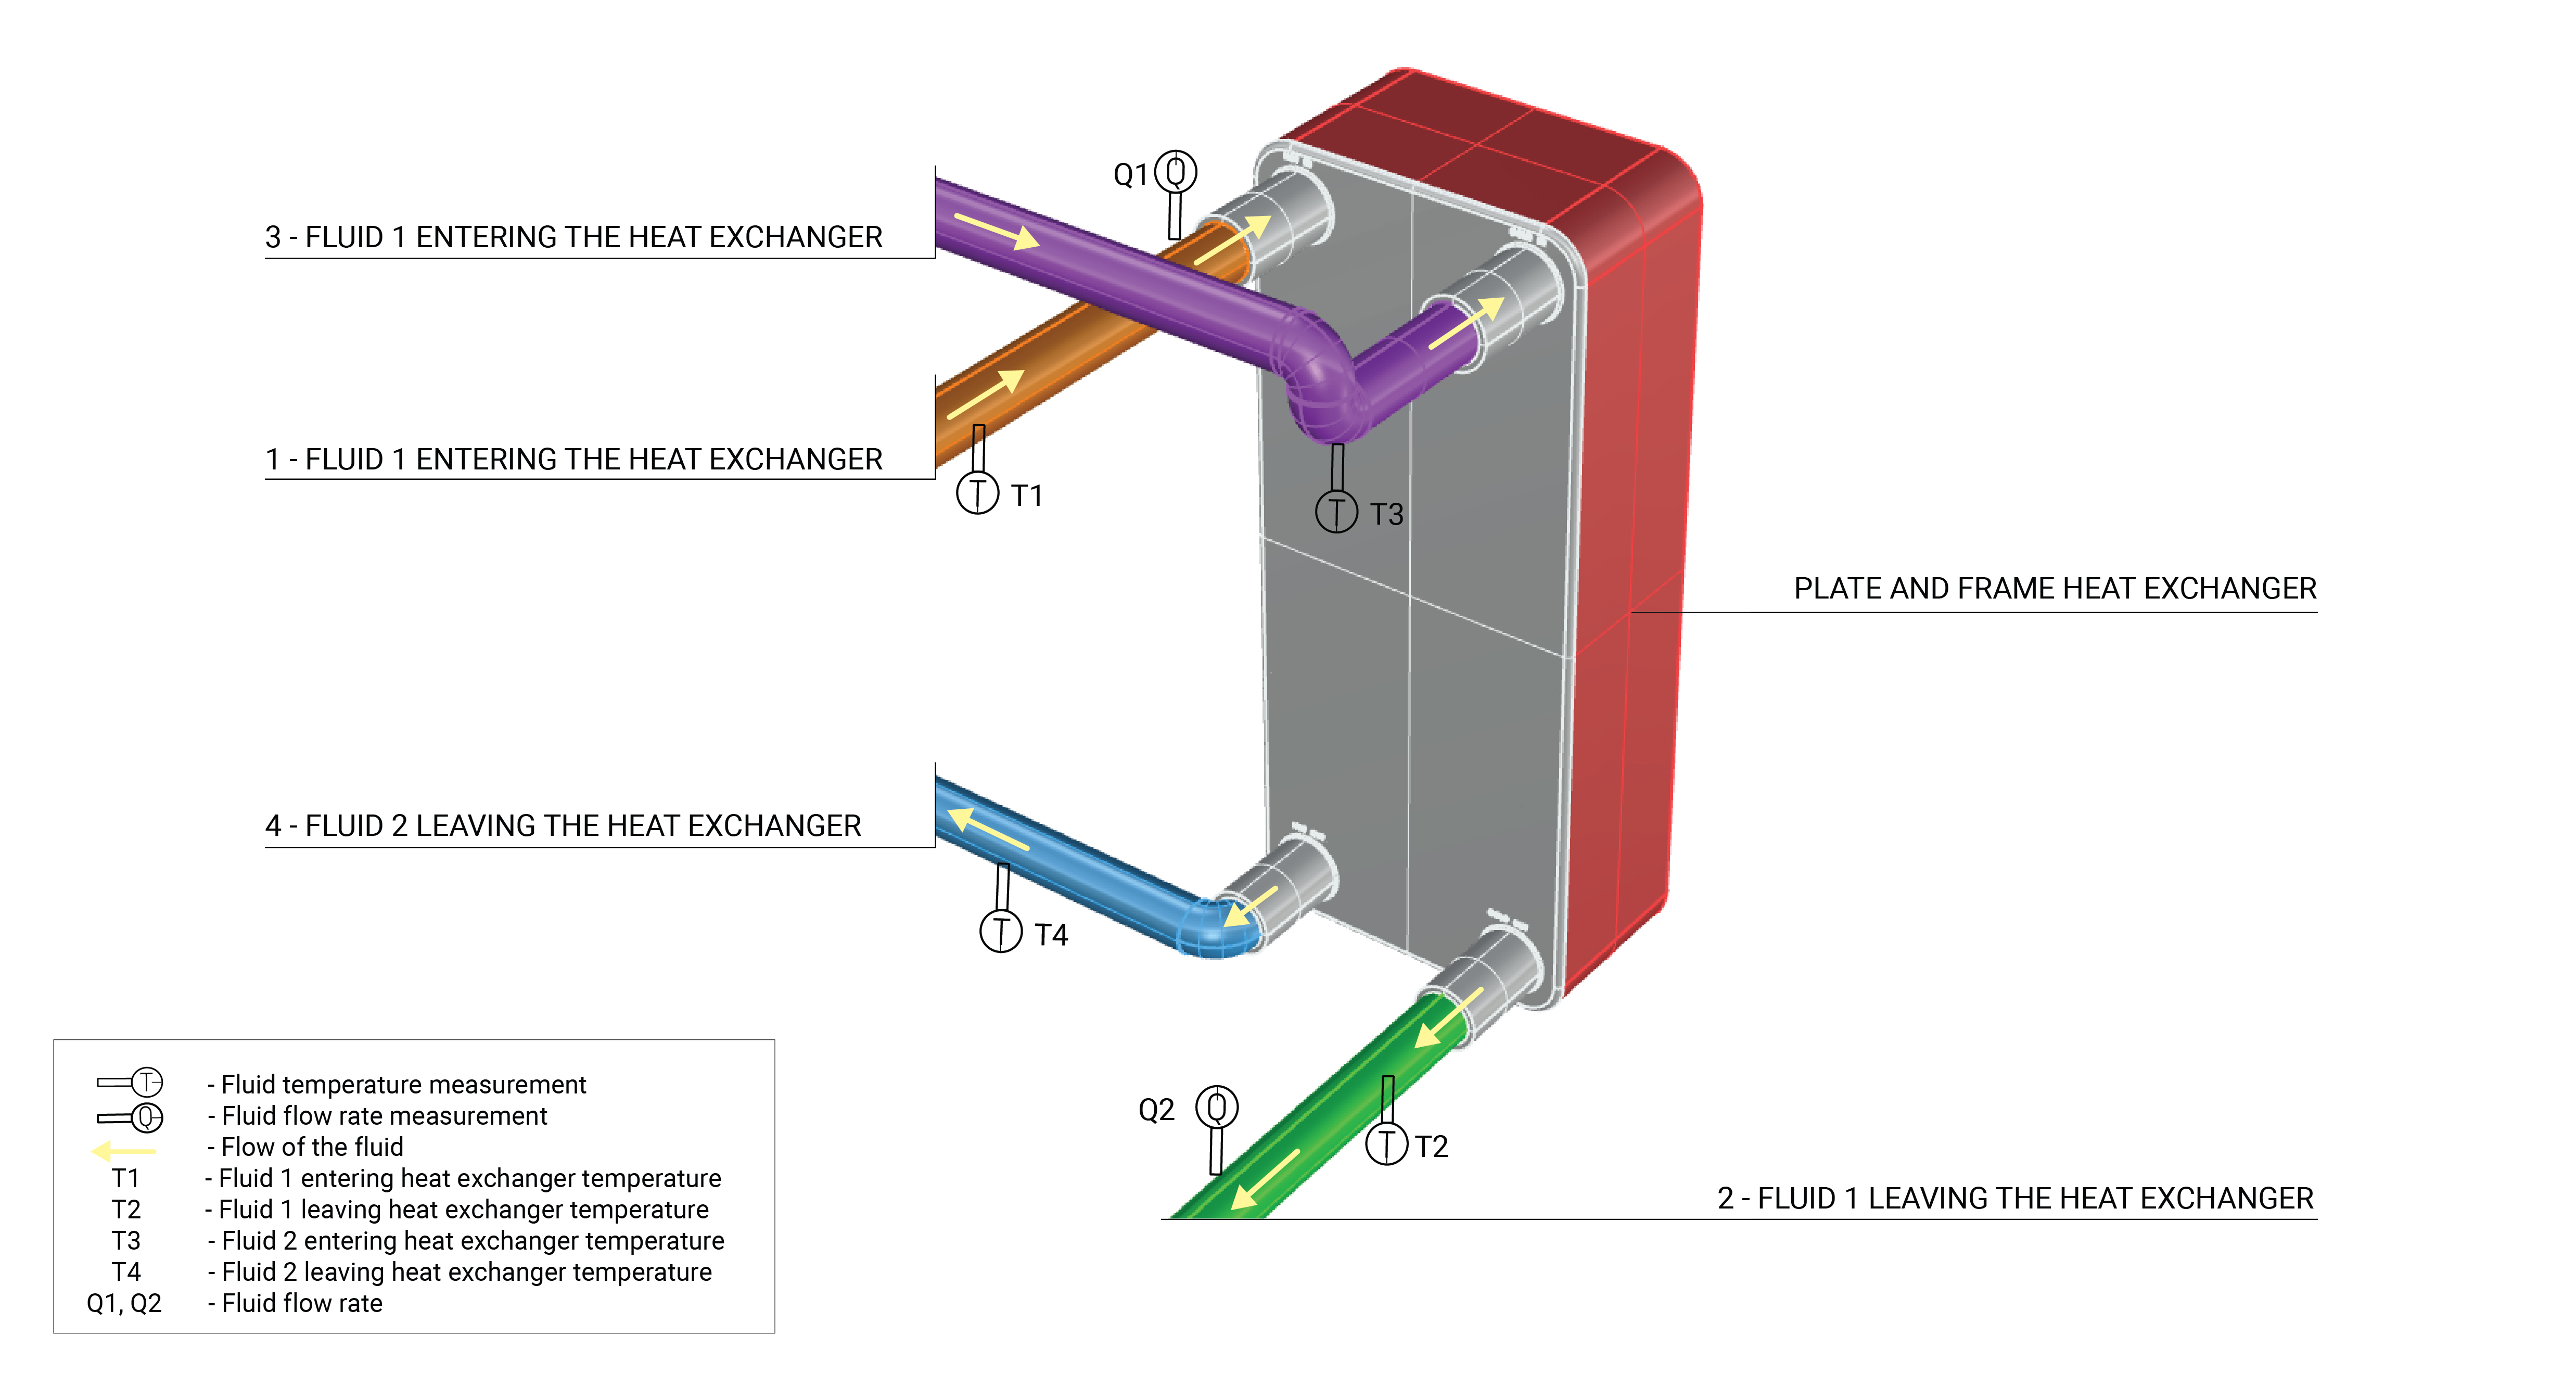 Q1 Q
3 - FLUID 1 ENTERING THE HEAT EXCHANGER
1 - FLUID 1 ENTERING THE HEAT EXCHANGER
T T1
T T3
PLATE AND FRAME HEAT EXCHANGER
4 - FLUID 2 LEAVING THE HEAT EXCHANGER
T T4
Q2 Q
T T2
2 - FLUID 1 LEAVING THE HEAT EXCHANGER
T - Fluid temperature measurement
Q - Fluid flow rate measurement
- Flow of the fluid
T1 - Fluid 1 entering heat exchanger temperature
T2 - Fluid 1 leaving heat exchanger temperature
T3 - Fluid 2 entering heat exchanger temperature
T4 - Fluid 2 leaving heat exchanger temperature
Q1, Q2 - Fluid flow rate